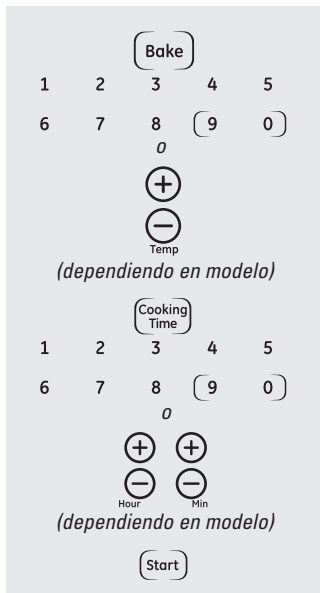 Bake
1 2 3 4 5
6 7 8 9 0
o
+
−
Temp
(dependiendo en modelo)
Cooking
Time
1 2 3 4 5
6 7 8 9 0
o
+ +
− −
Hour Min
(dependiendo en modelo)
Start